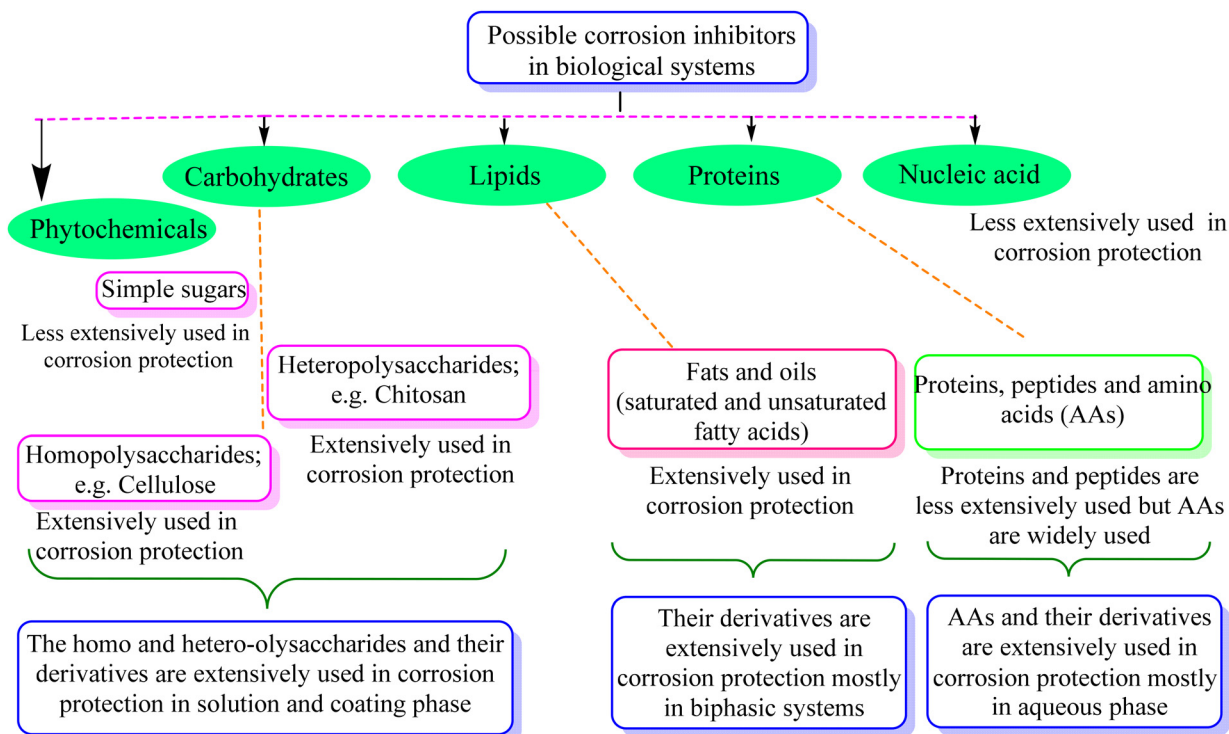 Possible corrosion inhibitors
in biological systems
Phytochemicals
Carbohydrates
Lipids
Proteins
Nucleic acid
Less extensively used in
corrosion protection
Simple sugars
Less extensively used in
corrosion protection
Heteropolysaccharides;
e.g. Chitosan
Extensively used in
corrosion protection
Homopolysaccharides;
e.g. Cellulose
Extensively used in
corrosion protection
Fats and oils
(saturated and unsaturated
fatty acids)
Extensively used in
corrosion protection
Proteins, peptides and amino
acids (AAs)
Proteins and peptides are
less extensively used but AAs
are widely used
The homo and hetero-olysaccharides and their
derivatives are extensively used in corrosion
protection in solution and coating phase
Their derivatives are
extensively used in
corrosion protection mostly
in biphasic systems
AAs and their derivatives
are extensively used in
corrosion protection mostly
in aqueous phase